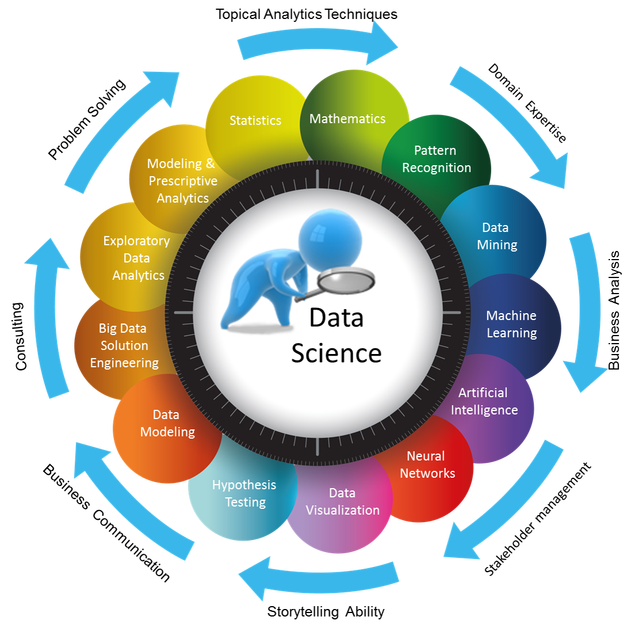 Topical Analytics Techniques
Domain Expertise
Business Analysis
Stakeholder management
Storytelling Ability
Business Communication
Consulting
Problem Solving
Statistics
Mathematics
Pattern
Recognition
Data
Mining
Machine
Learning
Artificial
Intelligence
Neural
Networks
Data
Visualization
Hypothesis
Testing
Data
Modeling
Big Data
Solution
Engineering
Exploratory
Data
Analytics
Modeling &
Prescriptive
Analytics
Data
Science